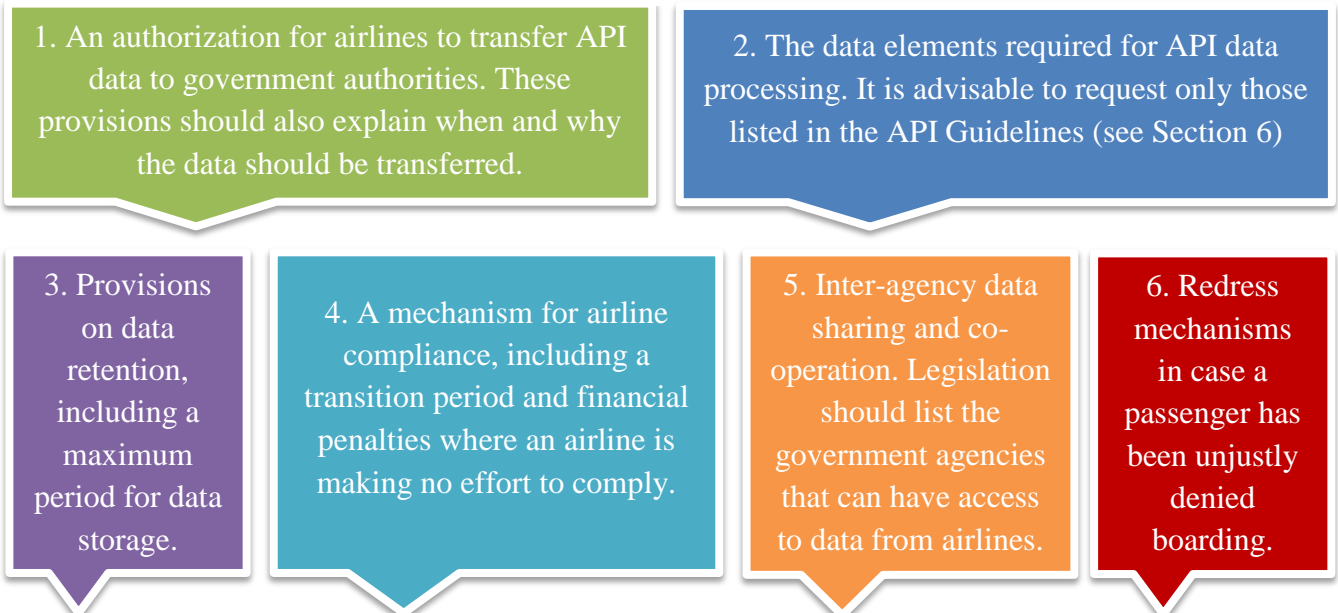 1. An authorization for airlines to transfer API
data to government authorities. These
provisions should also explain when and why
the data should be transferred.
2. The data elements required for API data
processing. It is advisable to request only those
listed in the API Guidelines (see Section 6)
3. Provisions
on data
retention,
including a
maximum
period for data
storage.
4. A mechanism for airline
compliance, including a
transition period and financial
penalties where an airline is
making no effort to comply.
5. Inter-agency data
sharing and co-
operation. Legislation
should list the
government agencies
that can have access
to data from airlines.
6. Redress
mechanisms
in case a
passenger has
been unjustly
denied
boarding.